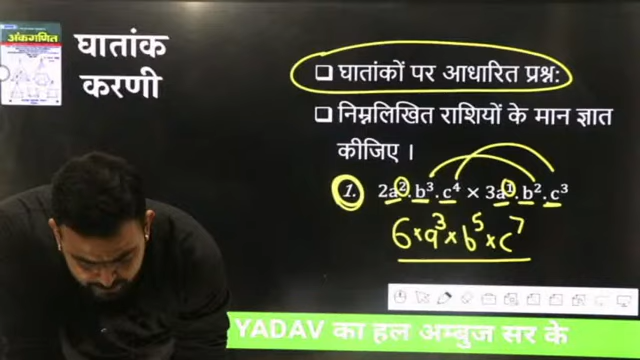 अंकगणित
घातांक
करणी
घातांकों पर आधारित प्रश्न:
निम्नलिखित राशियों के मान ज्ञात
कीजिए ।
1. 2a².b³.c⁴ × 3a¹.b².c³
6×a³×b⁵×c⁷
YADAV का हल अम्बुज सर के